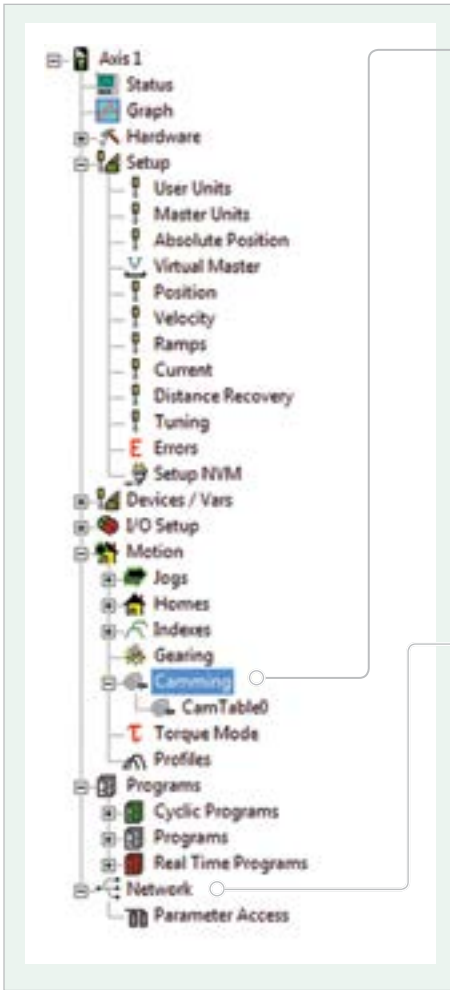 Axis 1
Status
Graph
Hardware
Setup
User Units
Master Units
Absolute Position
Virtual Master
Position
Velocity
Ramps
Current
Distance Recovery
Tuning
Errors
Setup NVM
Devices / Vars
I/O Setup
Motion
Jogs
Homes
Indexes
Gearing
Camming
CamTable0
Torque Mode
Profiles
Programs
Cyclic Programs
Programs
Real Time Programs
Network
Parameter Access